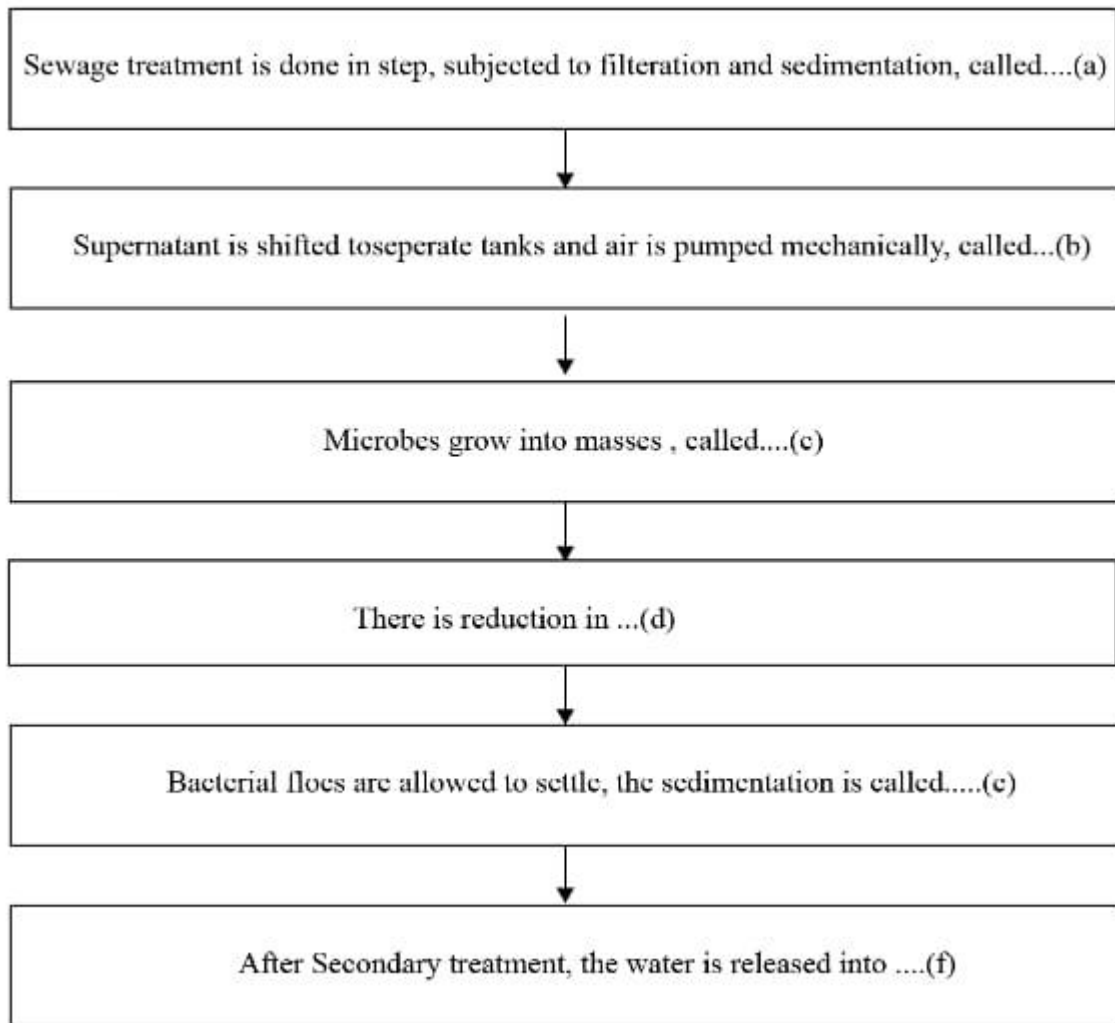 Sewage treatment is done in step, subjected to filteration and sedimentation, called....(a)
Supernatant is shifted toseperate tanks and air is pumped mechanically, called...(b)
Microbes grow into masses , called....(c)
There is reduction in ...(d)
Bacterial flocs are allowed to settle, the sedimentation is called.....(e)
After Secondary treatment, the water is released into ....(f)